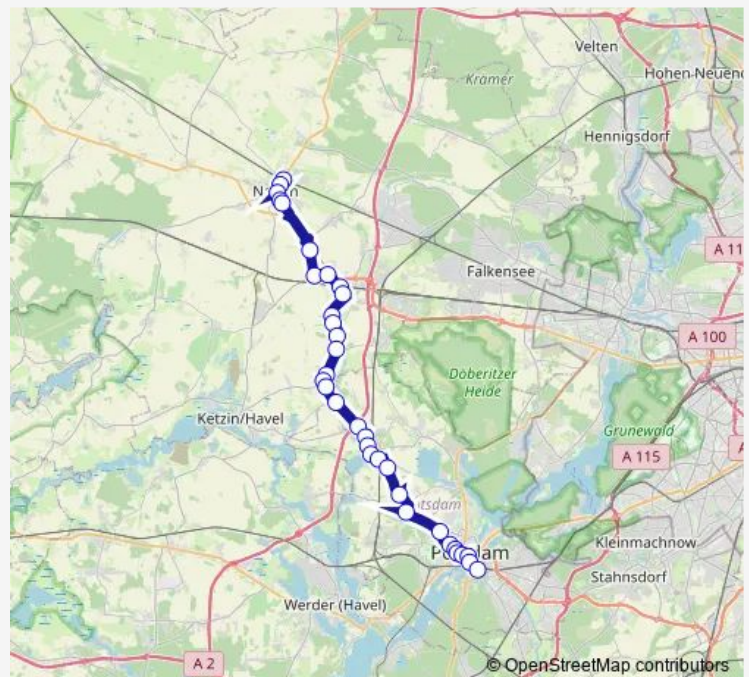 Velten
Krämer
Hohen Neuend
Hennigsdorf
A 11
Falkensee
A 100
Döberitzer
Heide
Ketzin/Havel
Grunewald
A 115
A
Kleinmachnow
Stahnsdorf
Werder (Havel)
A 2
© OpenStreetMap contributors